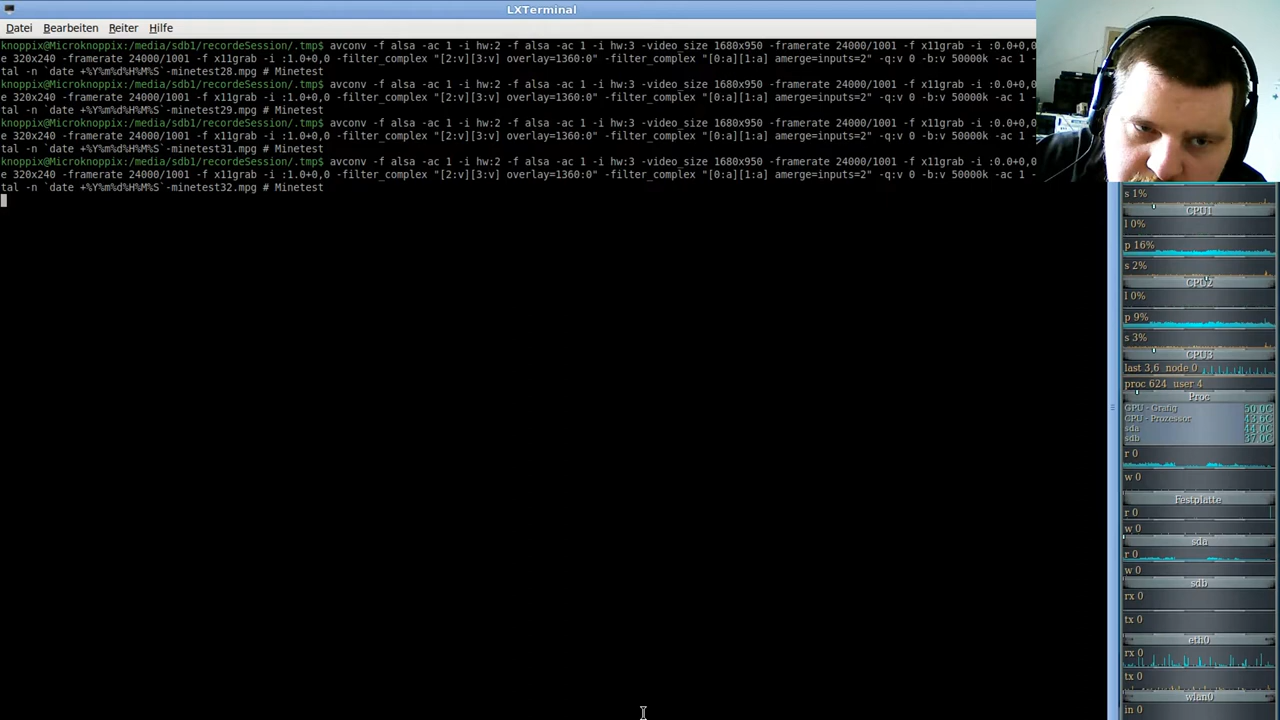 LXTerminal
Datei Bearbeiten Reiter Hilfe
knoppix@Microknoppix:/media/sdb1/recordeSession/.tmp$ avconv -f alsa -ac 1 -i hw:2 -f alsa -ac 1 -i hw:3 -video_size 1680x950 -framerate 24000/1001 -f x11grab -i :0.0+0,0
e 320x240 -framerate 24000/1001 -f x11grab -i :1.0+0,0 -filter_complex "[2:v][3:v] overlay=1360:0" -filter_complex "[0:a][1:a] amerge=inputs=2" -q:v 0 -b:v 50000k -ac 1 -
tal -n `date +%Y%m%d%H%M%S`-minetest28.mpg # Minetest
knoppix@Microknoppix:/media/sdb1/recordeSession/.tmp$ avconv -f alsa -ac 1 -i hw:2 -f alsa -ac 1 -i hw:3 -video_size 1680x950 -framerate 24000/1001 -f x11grab -i :0.0+0,0
e 320x240 -framerate 24000/1001 -f x11grab -i :1.0+0,0 -filter_complex "[2:v][3:v] overlay=1360:0" -filter_complex "[0:a][1:a] amerge=inputs=2" -q:v 0 -b:v 50000k -ac 1 -
tal -n `date +%Y%m%d%H%M%S`-minetest29.mpg # Minetest
knoppix@Microknoppix:/media/sdb1/recordeSession/.tmp$ avconv -f alsa -ac 1 -i hw:2 -f alsa -ac 1 -i hw:3 -video_size 1680x950 -framerate 24000/1001 -f x11grab -i :0.0+0,0
e 320x240 -framerate 24000/1001 -f x11grab -i :1.0+0,0 -filter_complex "[2:v][3:v] overlay=1360:0" -filter_complex "[0:a][1:a] amerge=inputs=2" -q:v 0 -b:v 50000k -ac 1 -
tal -n `date +%Y%m%d%H%M%S`-minetest31.mpg # Minetest
knoppix@Microknoppix:/media/sdb1/recordeSession/.tmp$ avconv -f alsa -ac 1 -i hw:2 -f alsa -ac 1 -i hw:3 -video_size 1680x950 -framerate 24000/1001 -f x11grab -i :0.0+0,0
e 320x240 -framerate 24000/1001 -f x11grab -i :1.0+0,0 -filter_complex "[2:v][3:v] overlay=1360:0" -filter_complex "[0:a][1:a] amerge=inputs=2" -q:v 0 -b:v 50000k -ac 1 -
tal -n `date +%Y%m%d%H%M%S`-minetest32.mpg # Minetest
s 1%
CPU1
l 0%
p 16%
s 2%
CPU2
l 0%
p 9%
s 3%
CPU3
last 3,6 node 0
proc 624 user 4
Proc
GPU - Grafig 50.0C
CPU - Prozessor 43.6C
sda 44.0C
sdb 37.0C
r 0
w 0
Festplatte
r 0
w 0
sda
r 0
w 0
sdb
rx 0
tx 0
eth0
rx 0
tx 0
wlan0
in 0